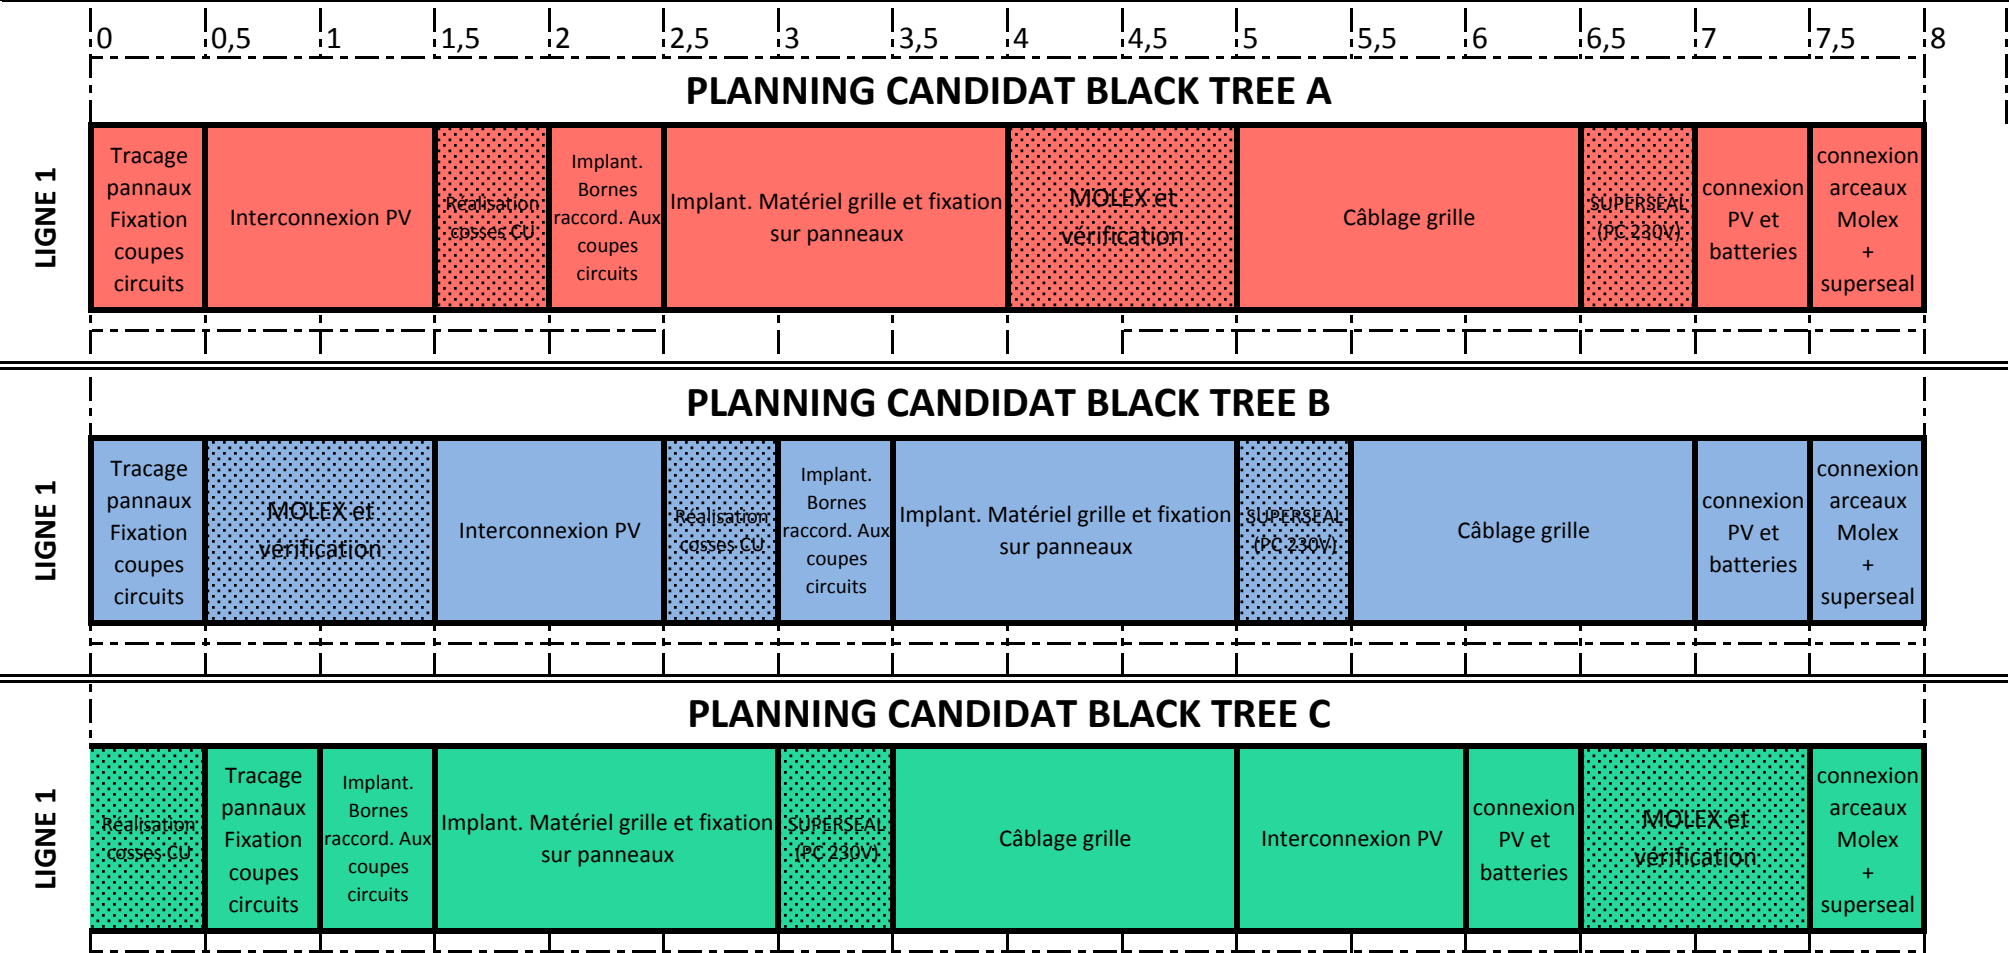 0 0,5 1 1,5 2 2,5 3 3,5 4 4,5 5 5,5 6 6,5 7 7,5 8
PLANNING CANDIDAT BLACK TREE A
LIGNE 1
Tracage
pannaux
Fixation
coupes
circuits
Interconnexion PV
Réalisation
cosses CU
Implant.
Bornes
raccord. Aux
coupes
circuits
Implant. Matériel grille et fixation
sur panneaux
MOLEX et
vérification
Câblage grille
SUPERSEAL
(PC 230V)
connexion
PV et
batteries
connexion
arceaux
Molex
+
superseal
PLANNING CANDIDAT BLACK TREE B
LIGNE 1
Tracage
pannaux
Fixation
coupes
circuits
MOLEX et
vérification
Interconnexion PV
Réalisation
cosses CU
Implant.
Bornes
raccord. Aux
coupes
circuits
Implant. Matériel grille et fixation
sur panneaux
SUPERSEAL
(PC 230V)
Câblage grille
connexion
PV et
batteries
connexion
arceaux
Molex
+
superseal
PLANNING CANDIDAT BLACK TREE C
LIGNE 1
Réalisation
cosses CU
Tracage
pannaux
Fixation
coupes
circuits
Implant.
Bornes
raccord. Aux
coupes
circuits
Implant. Matériel grille et fixation
sur panneaux
SUPERSEAL
(PC 230V)
Câblage grille
Interconnexion PV
connexion
PV et
batteries
MOLEX et
vérification
connexion
arceaux
Molex
+
superseal